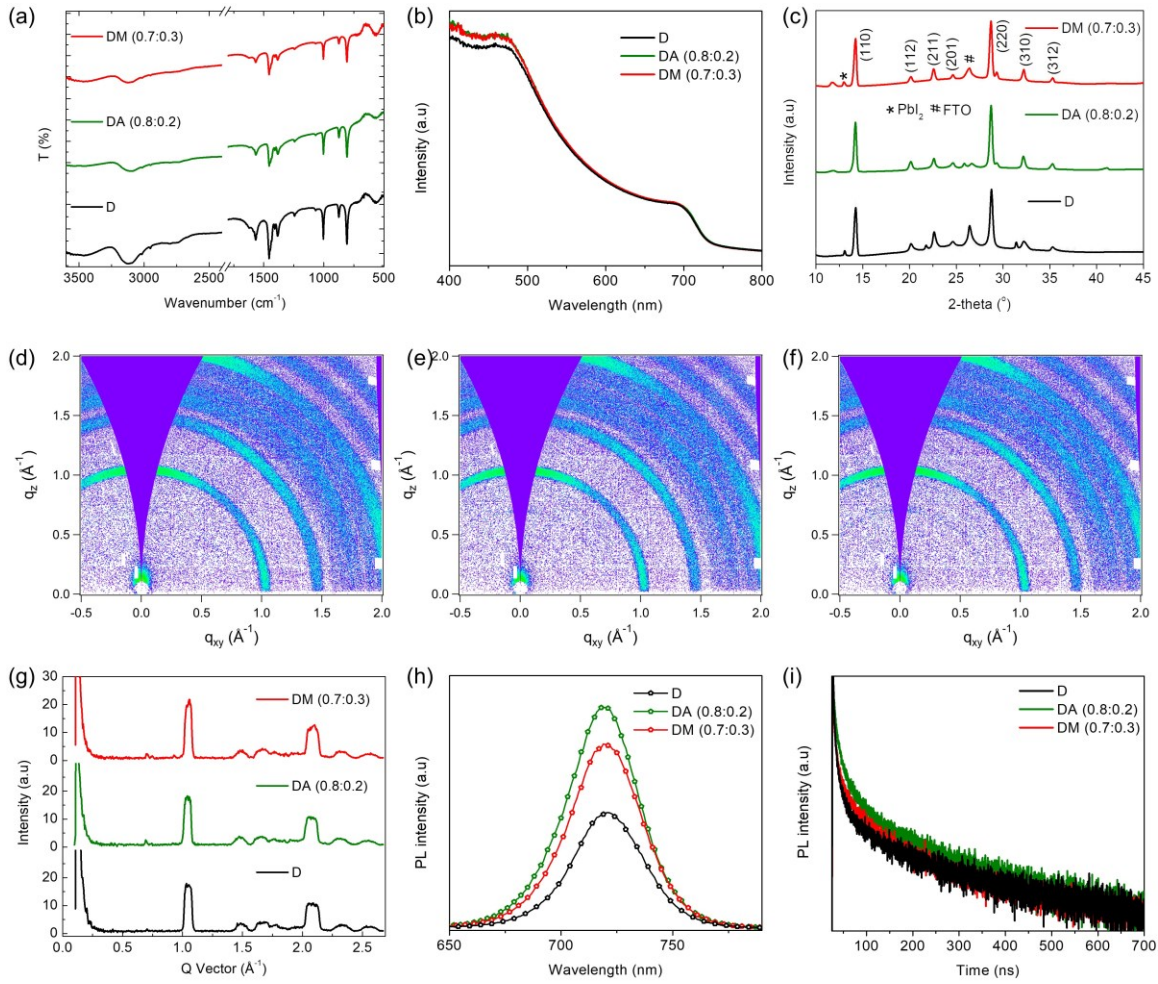 (a)
DM (0.7:0.3)
DA (0.8:0.2)
D
T (%)
3500 3000 2500 1500 1000 500
Wavenumber (cm⁻¹)
(b)
D
DA (0.8:0.2)
DM (0.7:0.3)
Intensity (a.u)
400 500 600 700 800
Wavelength (nm)
(c)
DM (0.7:0.3)
* (110) (112) (211) (201) # (220) (310) (312)
* PbI₂ # FTO
DA (0.8:0.2)
D
Intensity (a.u)
10 15 20 25 30 35 40 45
2-theta (°)
(d)
2.0
1.5
1.0
0.5
0.0
q_z (Å⁻¹)
-0.5 0.0 0.5 1.0 1.5 2.0
q_xy (Å⁻¹)
(e)
2.0
1.5
1.0
0.5
0.0
q_z (Å⁻¹)
-0.5 0.0 0.5 1.0 1.5 2.0
q_xy (Å⁻¹)
(f)
2.0
1.5
1.0
0.5
0.0
q_z (Å⁻¹)
-0.5 0.0 0.5 1.0 1.5 2.0
q_xy (Å⁻¹)
(g)
30
20
10
0
DM (0.7:0.3)
20
10
0
DA (0.8:0.2)
20
10
0
D
Intensity (a.u)
0.0 0.5 1.0 1.5 2.0 2.5
Q Vector (Å⁻¹)
(h)
D
DA (0.8:0.2)
DM (0.7:0.3)
PL intensity (a.u)
650 700 750
Wavelength (nm)
(i)
D
DA (0.8:0.2)
DM (0.7:0.3)
PL intensity (a.u)
100 200 300 400 500 600 700
Time (ns)